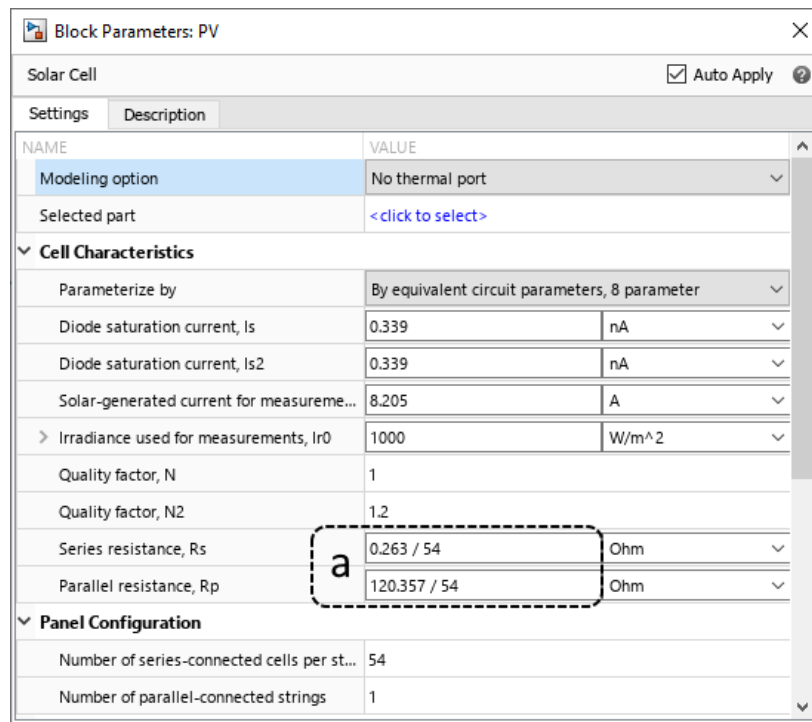 Block Parameters: PV
Solar Cell Auto Apply
Settings Description
NAME VALUE
Modeling option No thermal port
Selected part <click to select>
Cell Characteristics
Parameterize by By equivalent circuit parameters, 8 parameter
Diode saturation current, Is 0.339 nA
Diode saturation current, Is2 0.339 nA
Solar-generated current for measureme... 8.205 A
Irradiance used for measurements, Ir0 1000 W/m^2
Quality factor, N 1
Quality factor, N2 1.2
Series resistance, Rs 0.263 / 54 Ohm
a
Parallel resistance, Rp 120.357 / 54 Ohm
Panel Configuration
Number of series-connected cells per st... 54
Number of parallel-connected strings 1